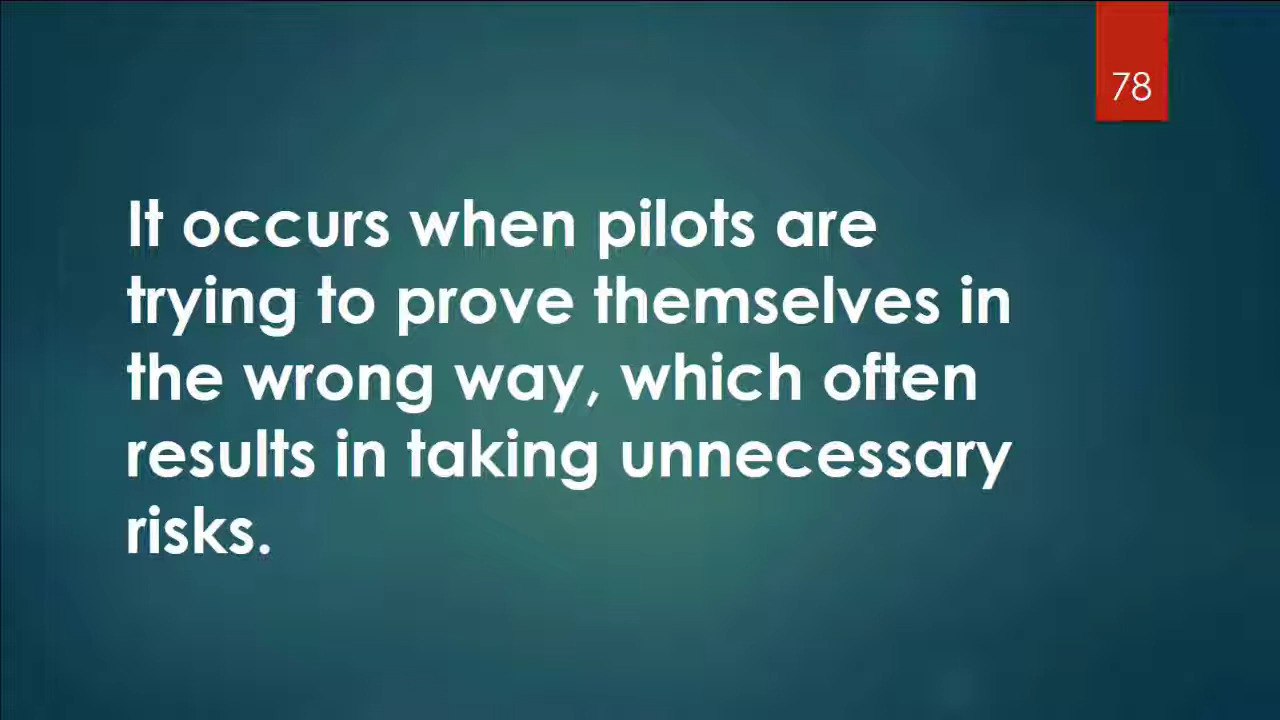 78
It occurs when pilots are
trying to prove themselves in
the wrong way, which often
results in taking unnecessary
risks.